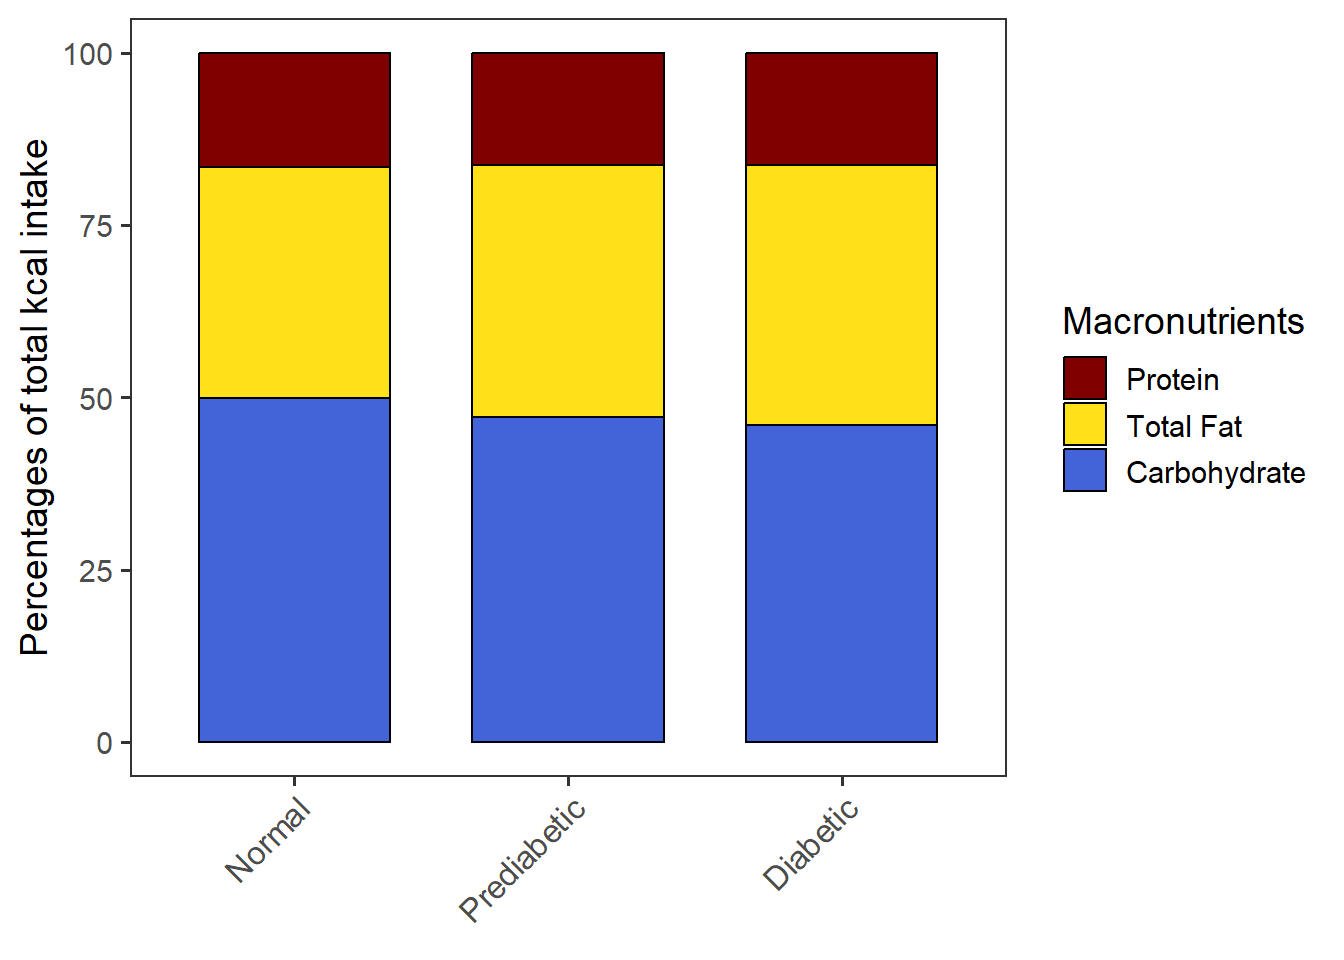 Percentages of total kcal intake
100
75
50
25
0
Normal
Prediabetic
Diabetic
Macronutrients
Protein
Total Fat
Carbohydrate